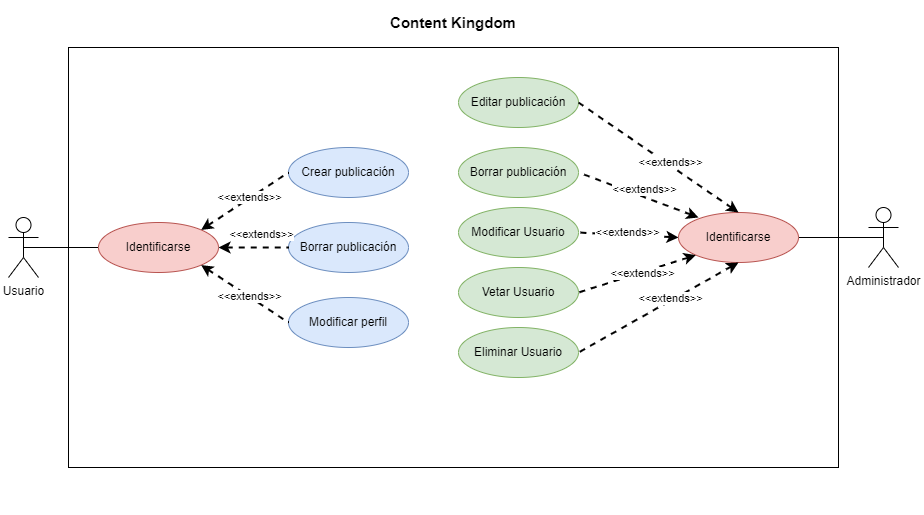 Content Kingdom
Editar publicación
<<extends>>
Crear publicación
Borrar publicación
<<extends>>
<<extends>>
Modificar Usuario
<<extends>>
Identificarse
Administrador
Usuario
Identificarse
<<extends>>
Borrar publicación
<<extends>>
Modificar perfil
Vetar Usuario
<<extends>>
<<extends>>
Eliminar Usuario